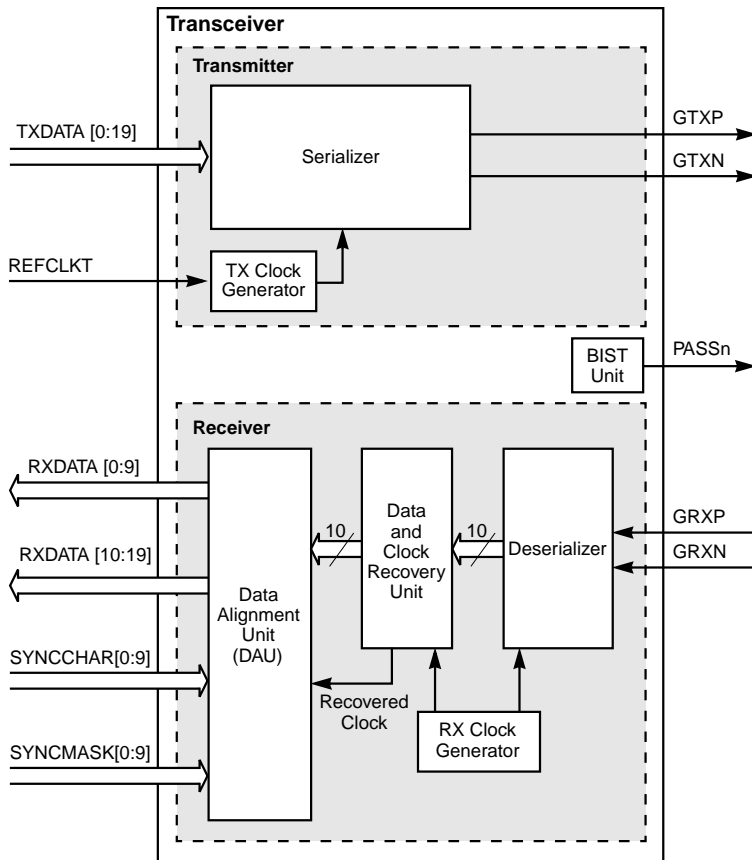 Transceiver
Transmitter
TXDATA [0:19]
Serializer
GTXP
GTXN
REFCLKT
TX Clock
Generator
BIST
Unit
PASSn
Receiver
RXDATA [0:9]
RXDATA [10:19]
SYNCCHAR[0:9]
SYNCMASK[0:9]
Data
Alignment
Unit
(DAU)
10
Data
and
Clock
Recovery
Unit
10
Deserializer
GRXP
GRXN
Recovered
Clock
RX Clock
Generator